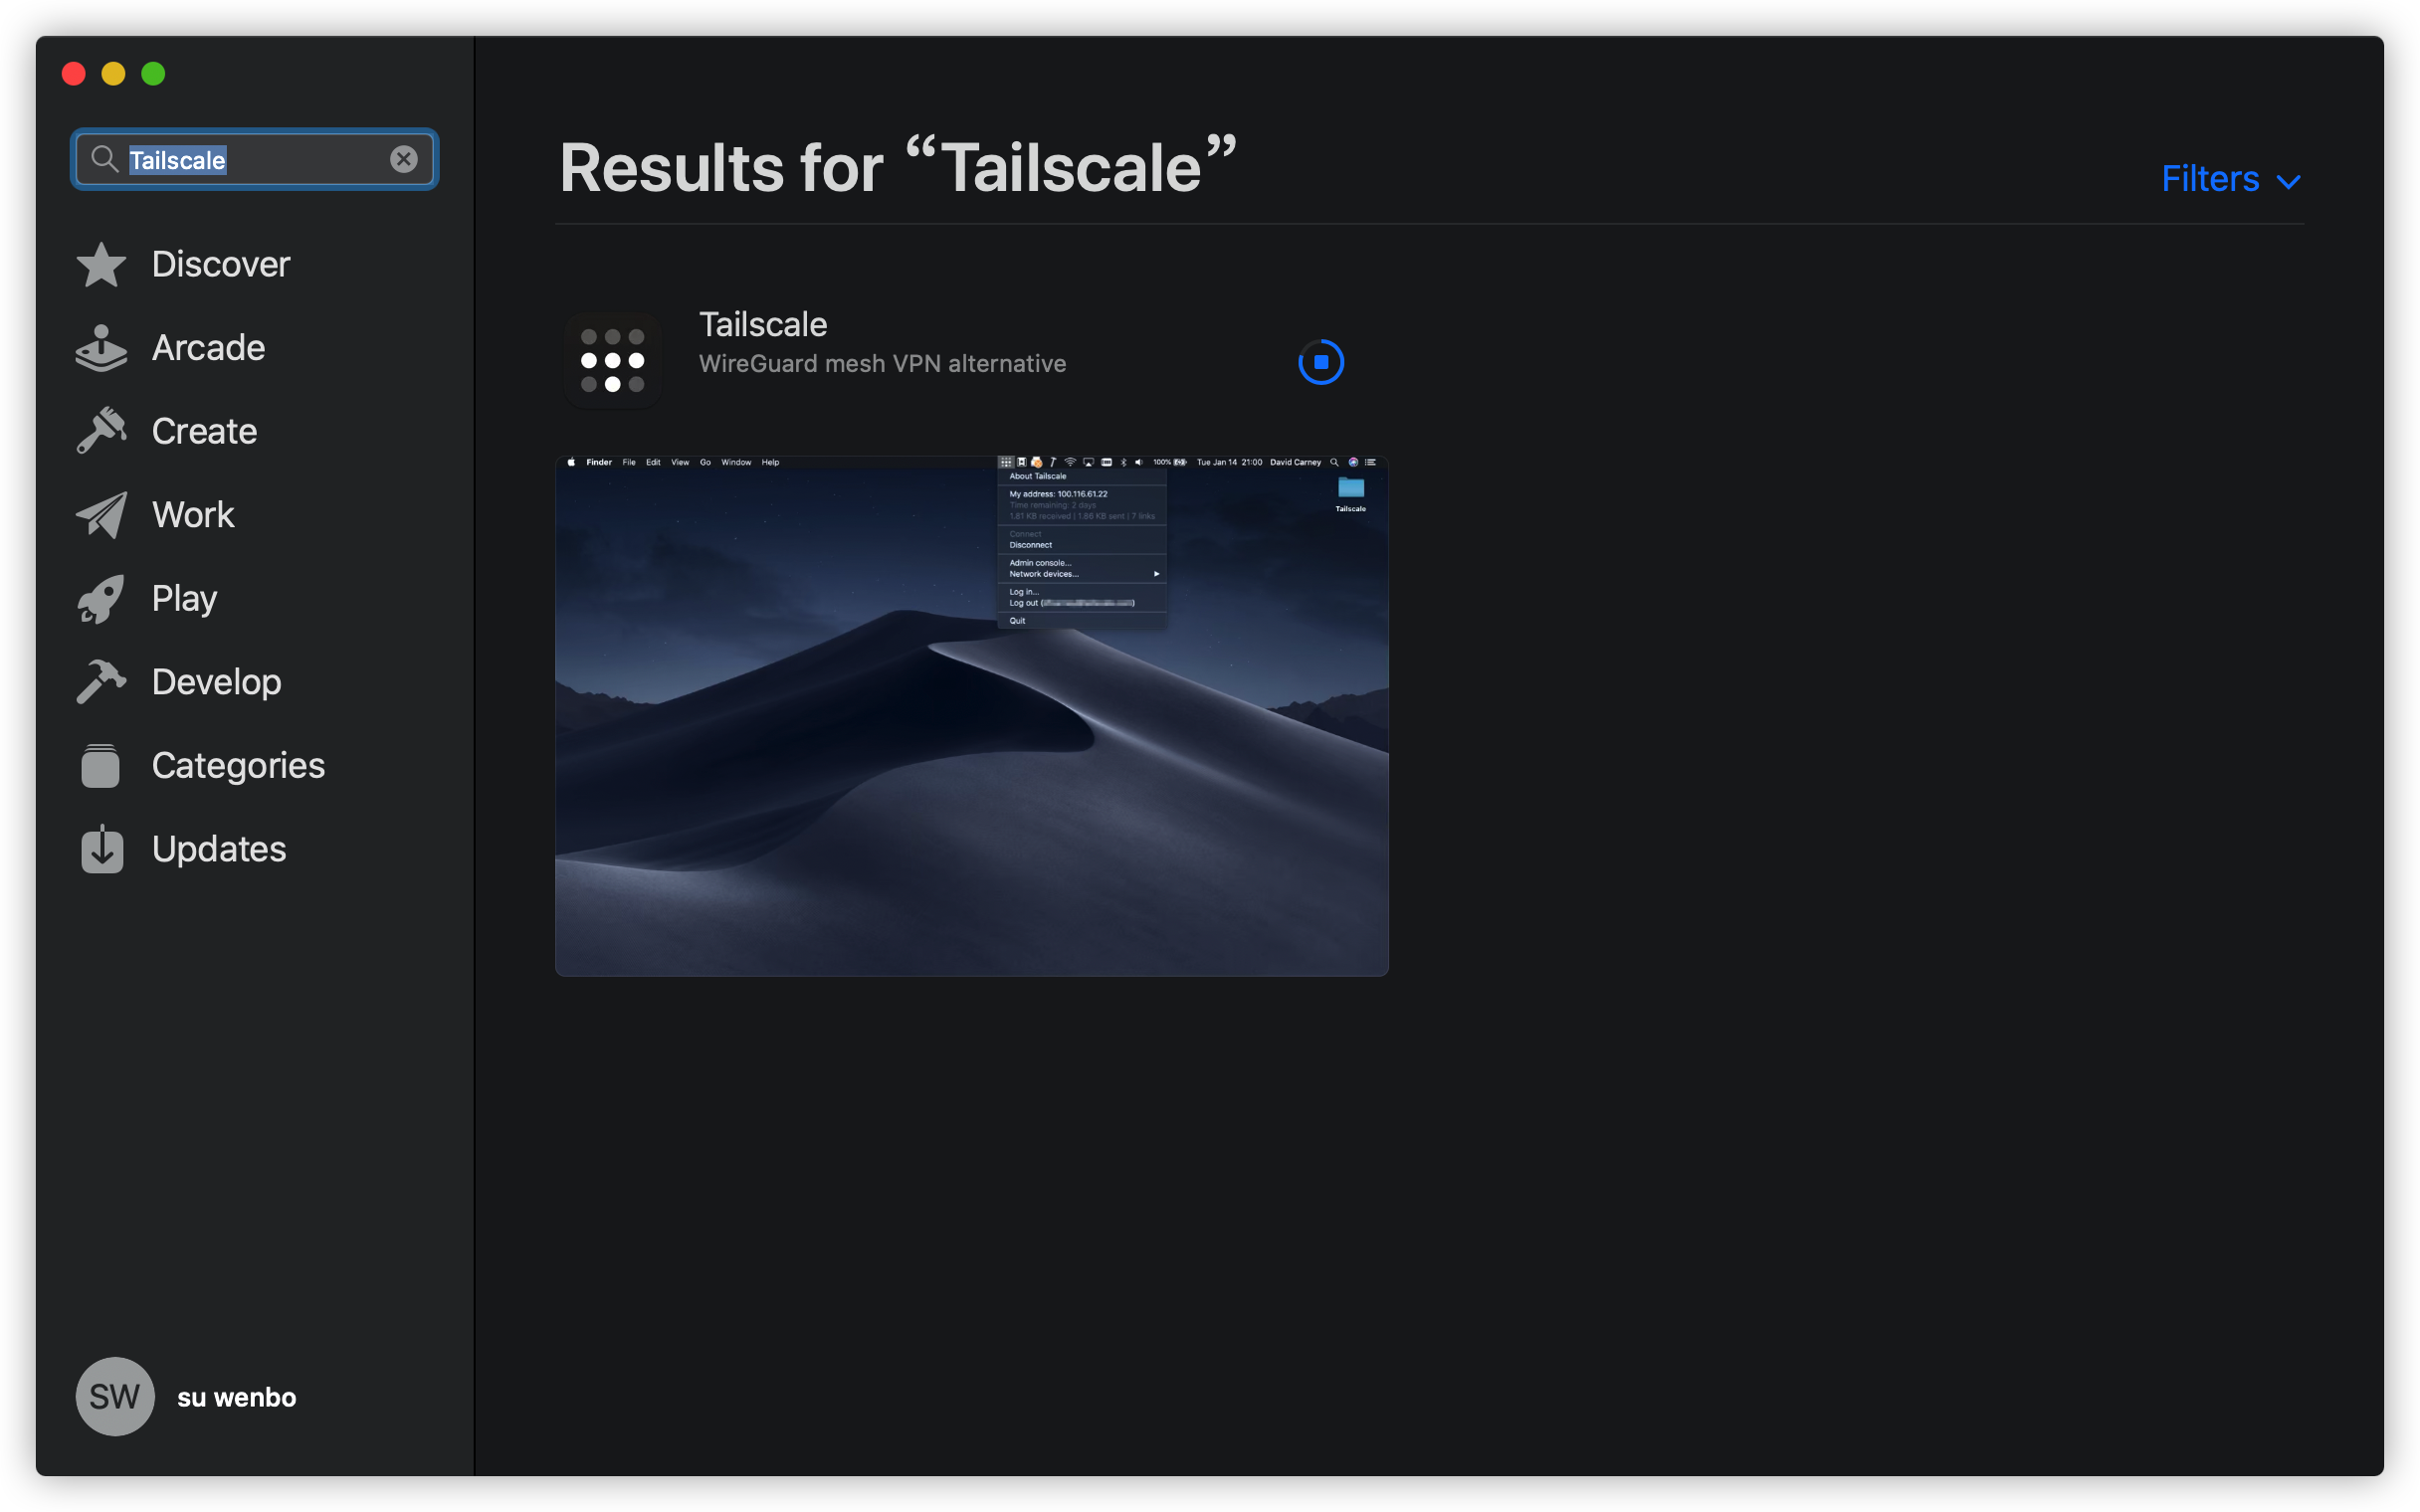 Tailscale
Discover
Arcade
Create
Work
Play
Develop
Categories
Updates
SW
su wenbo
Results for “Tailscale”
Filters
Tailscale
WireGuard mesh VPN alternative
Finder File Edit View Go Window Help
100% Tue Jan 14 21:00 David Carney
About Tailscale
My address: 100.116.61.22
Time remaining: 2 days
1.81 KB received | 1.86 KB sent | 7 links
Connect
Disconnect
Admin console...
Network devices...
Log in...
Log out (
Quit
Tailscale